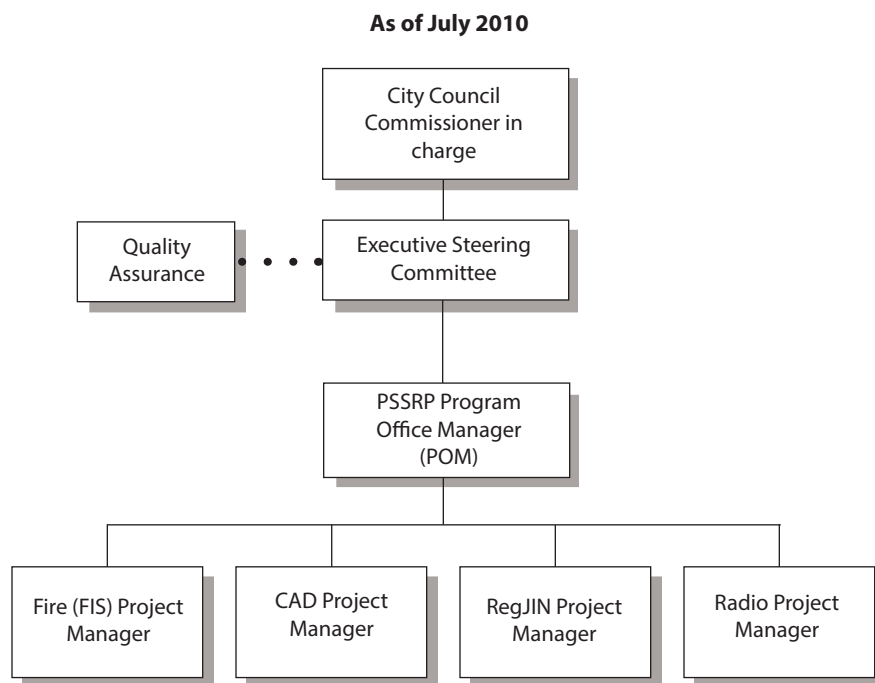 As of July 2010
City Council
Commissioner in
charge
Quality
Assurance
Executive Steering
Committee
PSSRP Program
Office Manager
(POM)
Fire (FIS) Project
Manager
CAD Project
Manager
RegJIN Project
Manager
Radio Project
Manager